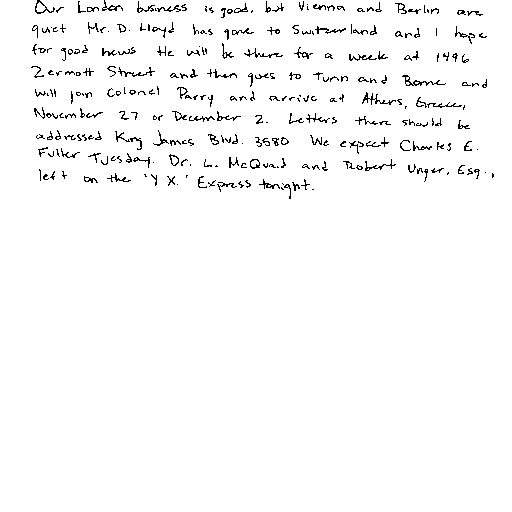 Our London business is good, but Vienna and Berlin are
quiet Mr. D. Lloyd has gone to Switzerland and I hope
for good news He will be there for a week at 1496
Zermott Street and then goes to Turin and Rome and
will join Colonel Parry and arrive at Athens, Greece,
November 27 or December 2. Letters there should be
addressed King James Blvd. 3580 We expect Charles E.
Fuller Tuesday. Dr. L. McQuaid and Robert Unger, Esq.,
left on the 'Y X.' Express tonight.